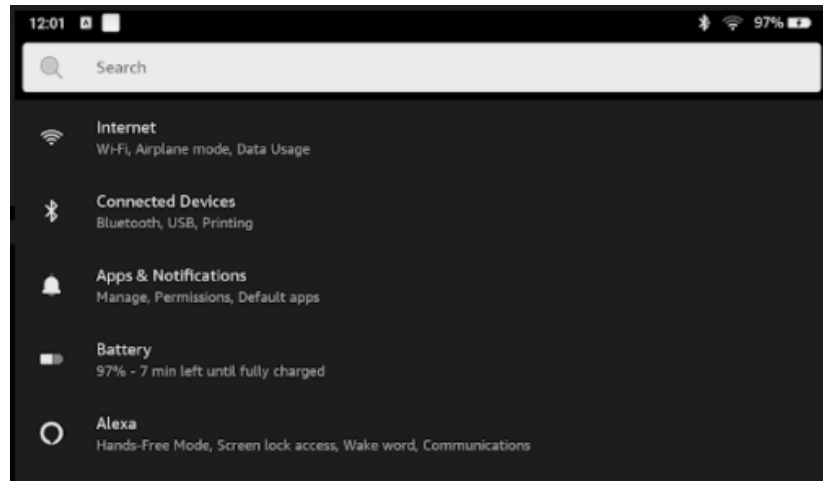 12:01 A 97%
Search
Internet
Wi-Fi, Airplane mode, Data Usage
Connected Devices
Bluetooth, USB, Printing
Apps & Notifications
Manage, Permissions, Default apps
Battery
97% - 7 min left until fully charged
Alexa
Hands-Free Mode, Screen lock access, Wake word, Communications